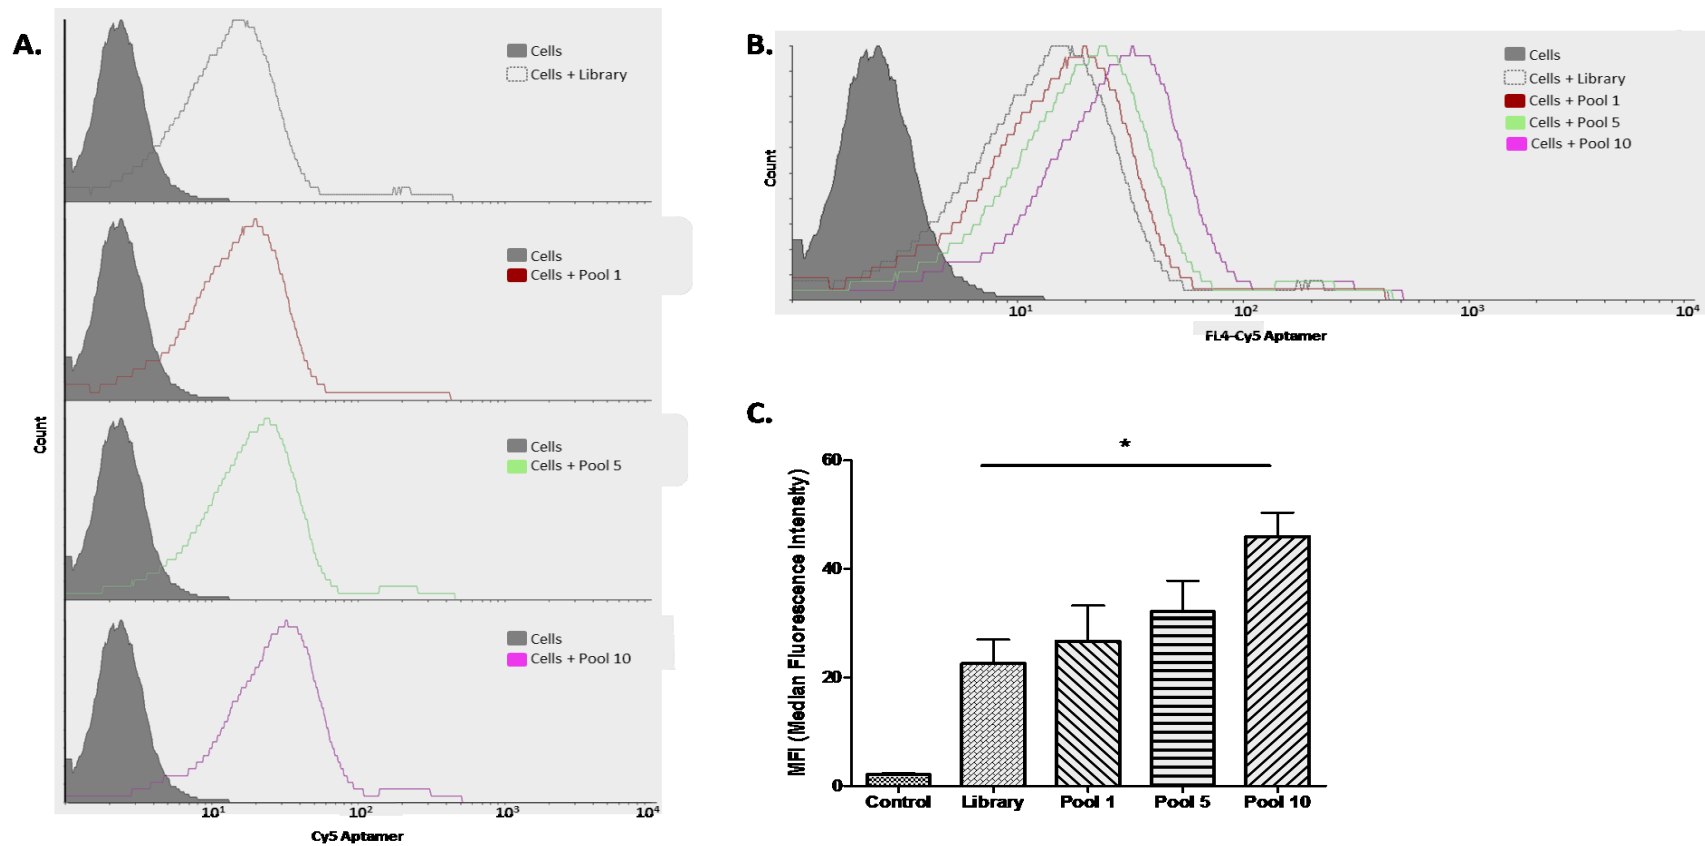 A.
Cells
Cells + Library
Cells
Cells + Pool 1
Cells
Cells + Pool 5
Cells
Cells + Pool 10
Count
10¹ 10² 10³ 10⁴
Cy5 Aptamer
B.
Cells
Cells + Library
Cells + Pool 1
Cells + Pool 5
Cells + Pool 10
Count
10¹ 10² 10³ 10⁴
FL4-Cy5 Aptamer
C.
*
MFI (Median Fluorescence Intensity)
60
40
20
0
Control Library Pool 1 Pool 5 Pool 10